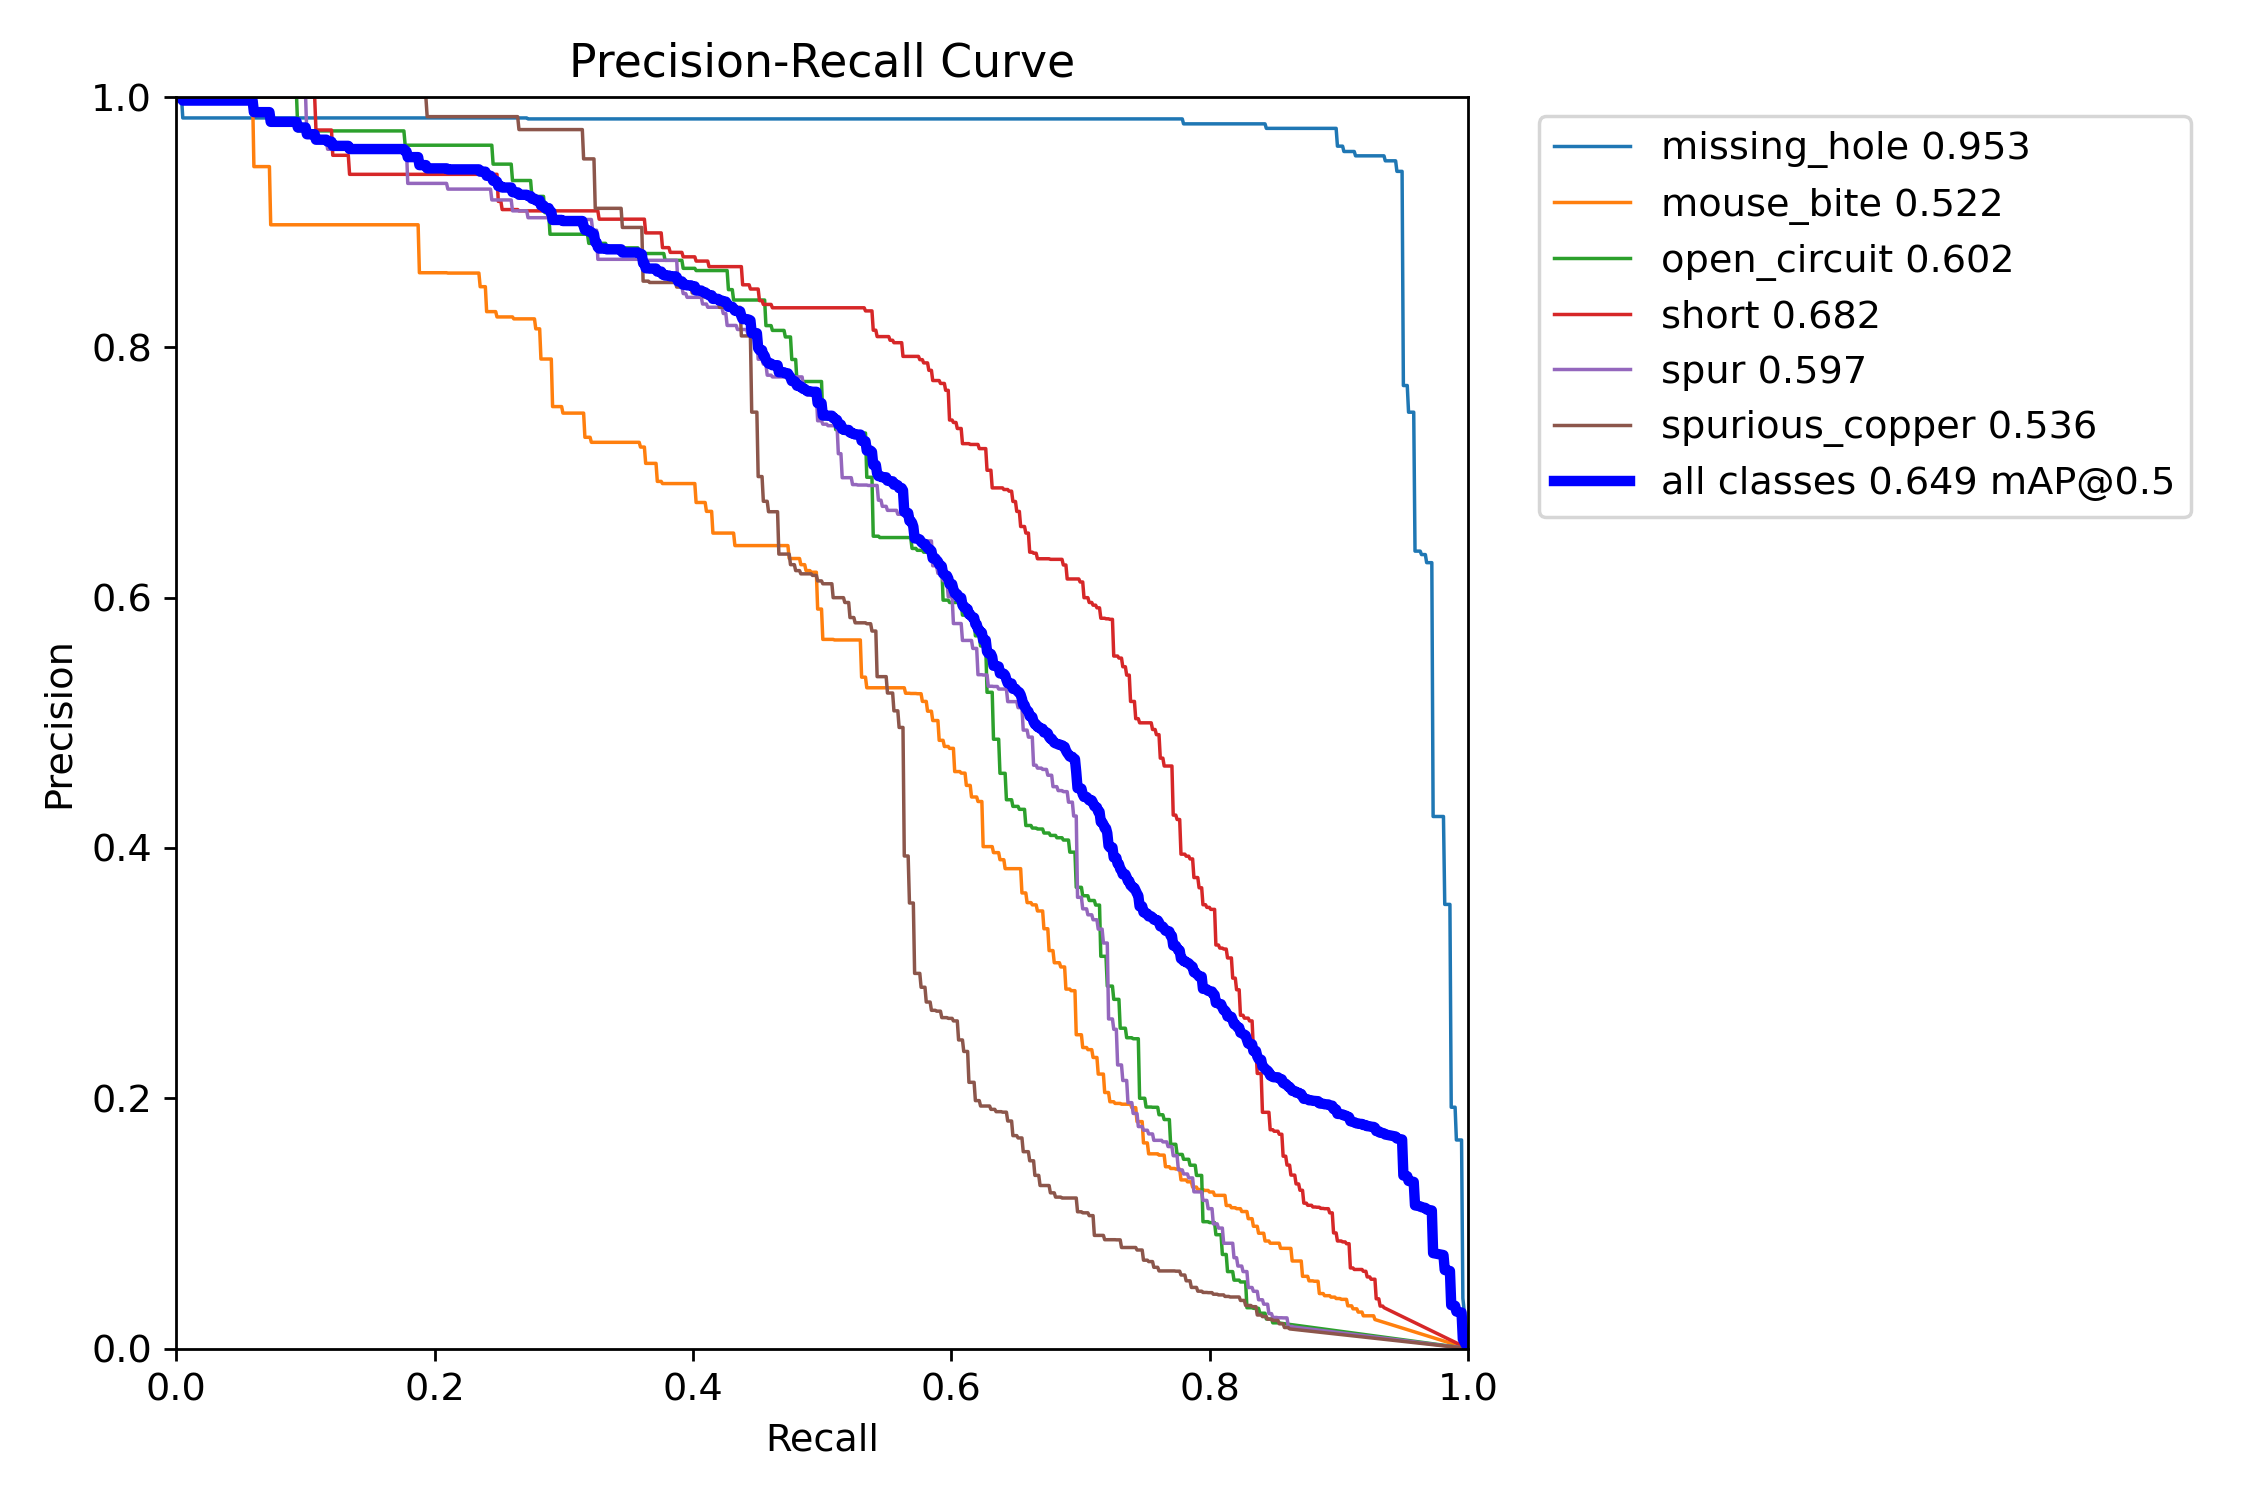 Precision-Recall Curve
1.0
0.8
0.6
0.4
0.2
0.0
Precision
0.0 0.2 0.4 0.6 0.8 1.0
Recall
missing_hole 0.953
mouse_bite 0.522
open_circuit 0.602
short 0.682
spur 0.597
spurious_copper 0.536
all classes 0.649 mAP@0.5